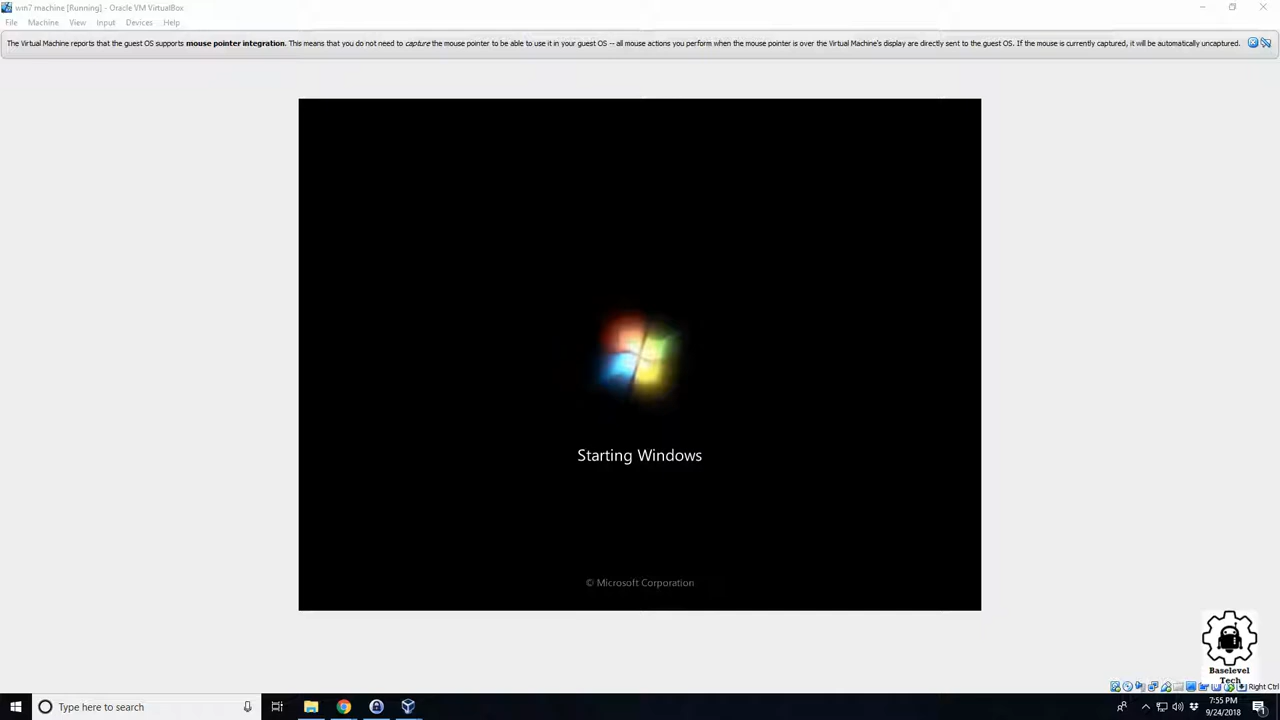 win7 machine [Running] - Oracle VM VirtualBox
File Machine View Input Devices Help
The Virtual Machine reports that the guest OS supports mouse pointer integration. This means that you do not need to capture the mouse pointer to be able to use it in your guest OS -- all mouse actions you perform when the mouse pointer is over the Virtual Machine's display are directly sent to the guest OS. If the mouse is currently captured, it will be automatically uncaptured.
Starting Windows
© Microsoft Corporation
Baselevel
Tech
Right Ctrl
Type here to search
7:55 PM
9/24/2018